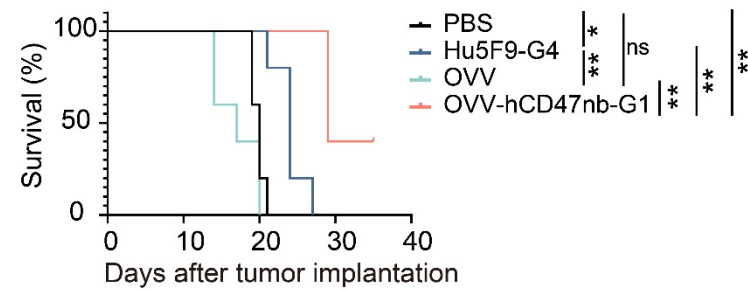 100
50
0
Survival (%)
0 10 20 30 40
Days after tumor implantation
PBS
Hu5F9-G4
OVV
OVV-hCD47nb-G1
*
**
ns
**
**
**